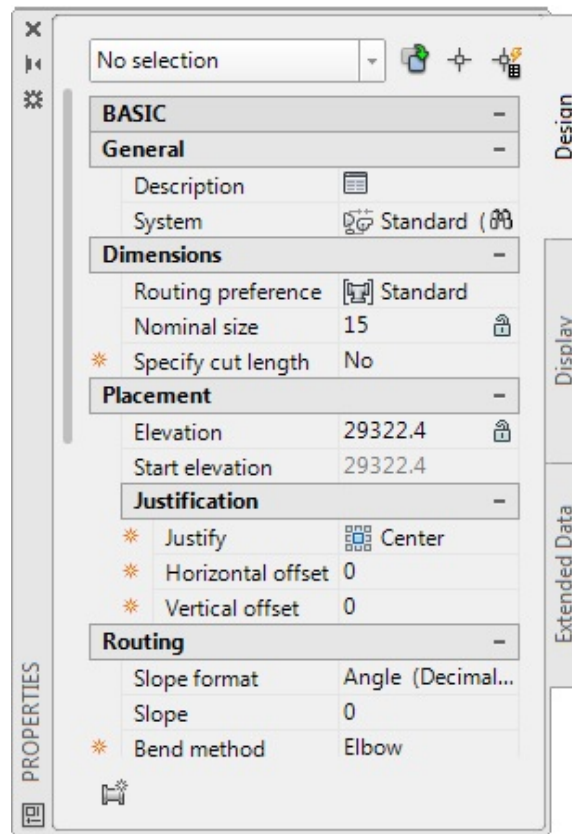 No selection
BASIC
General
Description
System Standard (
Dimensions
Routing preference Standard
Nominal size 15
Specify cut length No
Placement
Elevation 29322.4
Start elevation 29322.4
Justification
Justify Center
Horizontal offset 0
Vertical offset 0
Routing
Slope format Angle (Decimal...
Slope 0
Bend method Elbow
PROPERTIES
Design
Display
Extended Data